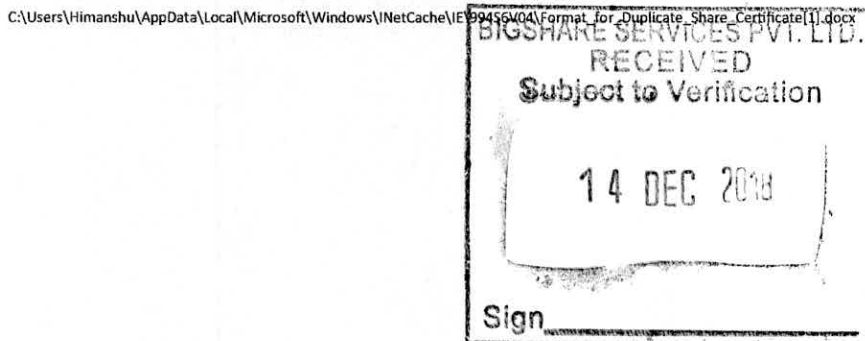 C:\Users\Himanshu\AppData\Local\Microsoft\Windows\INetCache\IE\994S6V04\Format_for_Duplicate_Share_Certificate[1].docx
BIGSHARE SERVICES PVT. LTD.
RECEIVED
Subject to Verification
14 DEC 2018
Sign